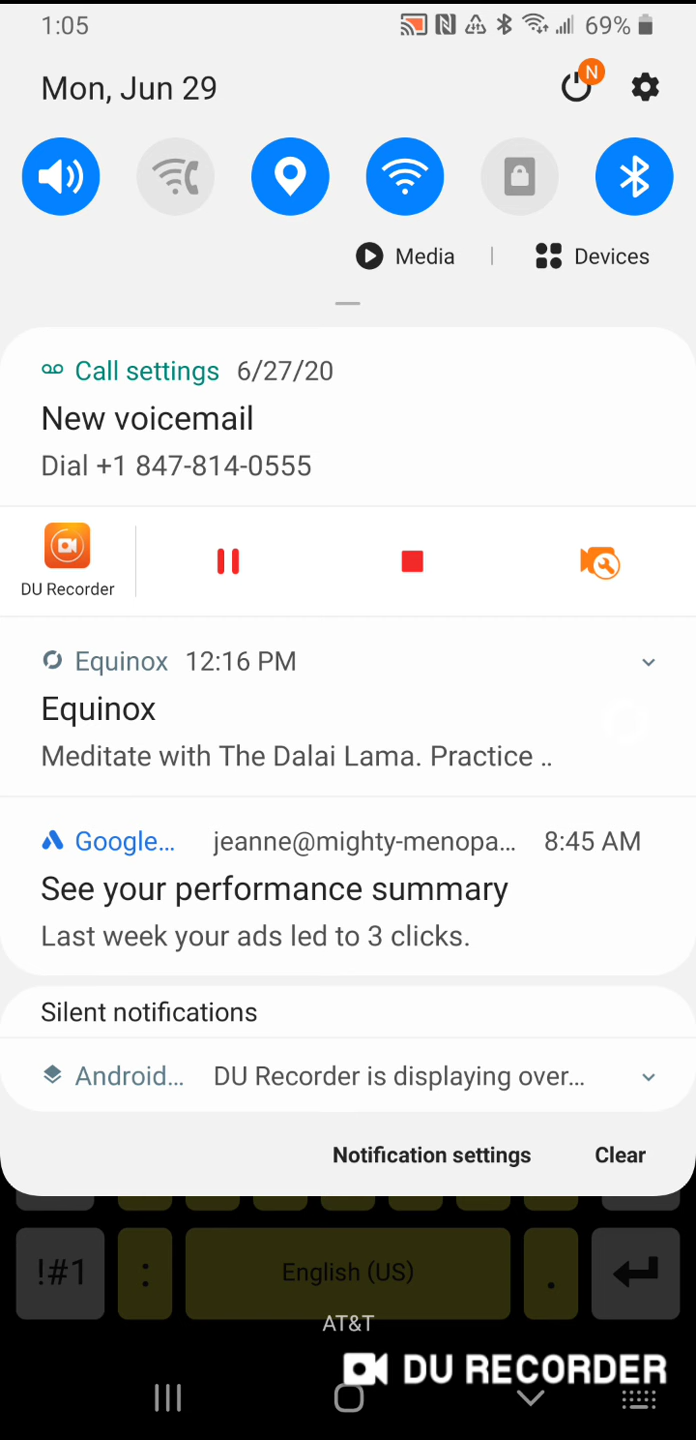 1:05 69%
Mon, Jun 29 N
Media | Devices
Call settings 6/27/20
New voicemail
Dial +1 847-814-0555
DU Recorder
Equinox 12:16 PM
Equinox
Meditate with The Dalai Lama. Practice ..
Google... jeanne@mighty-menopa... 8:45 AM
See your performance summary
Last week your ads led to 3 clicks.
Silent notifications
Android... DU Recorder is displaying over...
Notification settings Clear
!#1 : English (US) .
AT&T
DU RECORDER